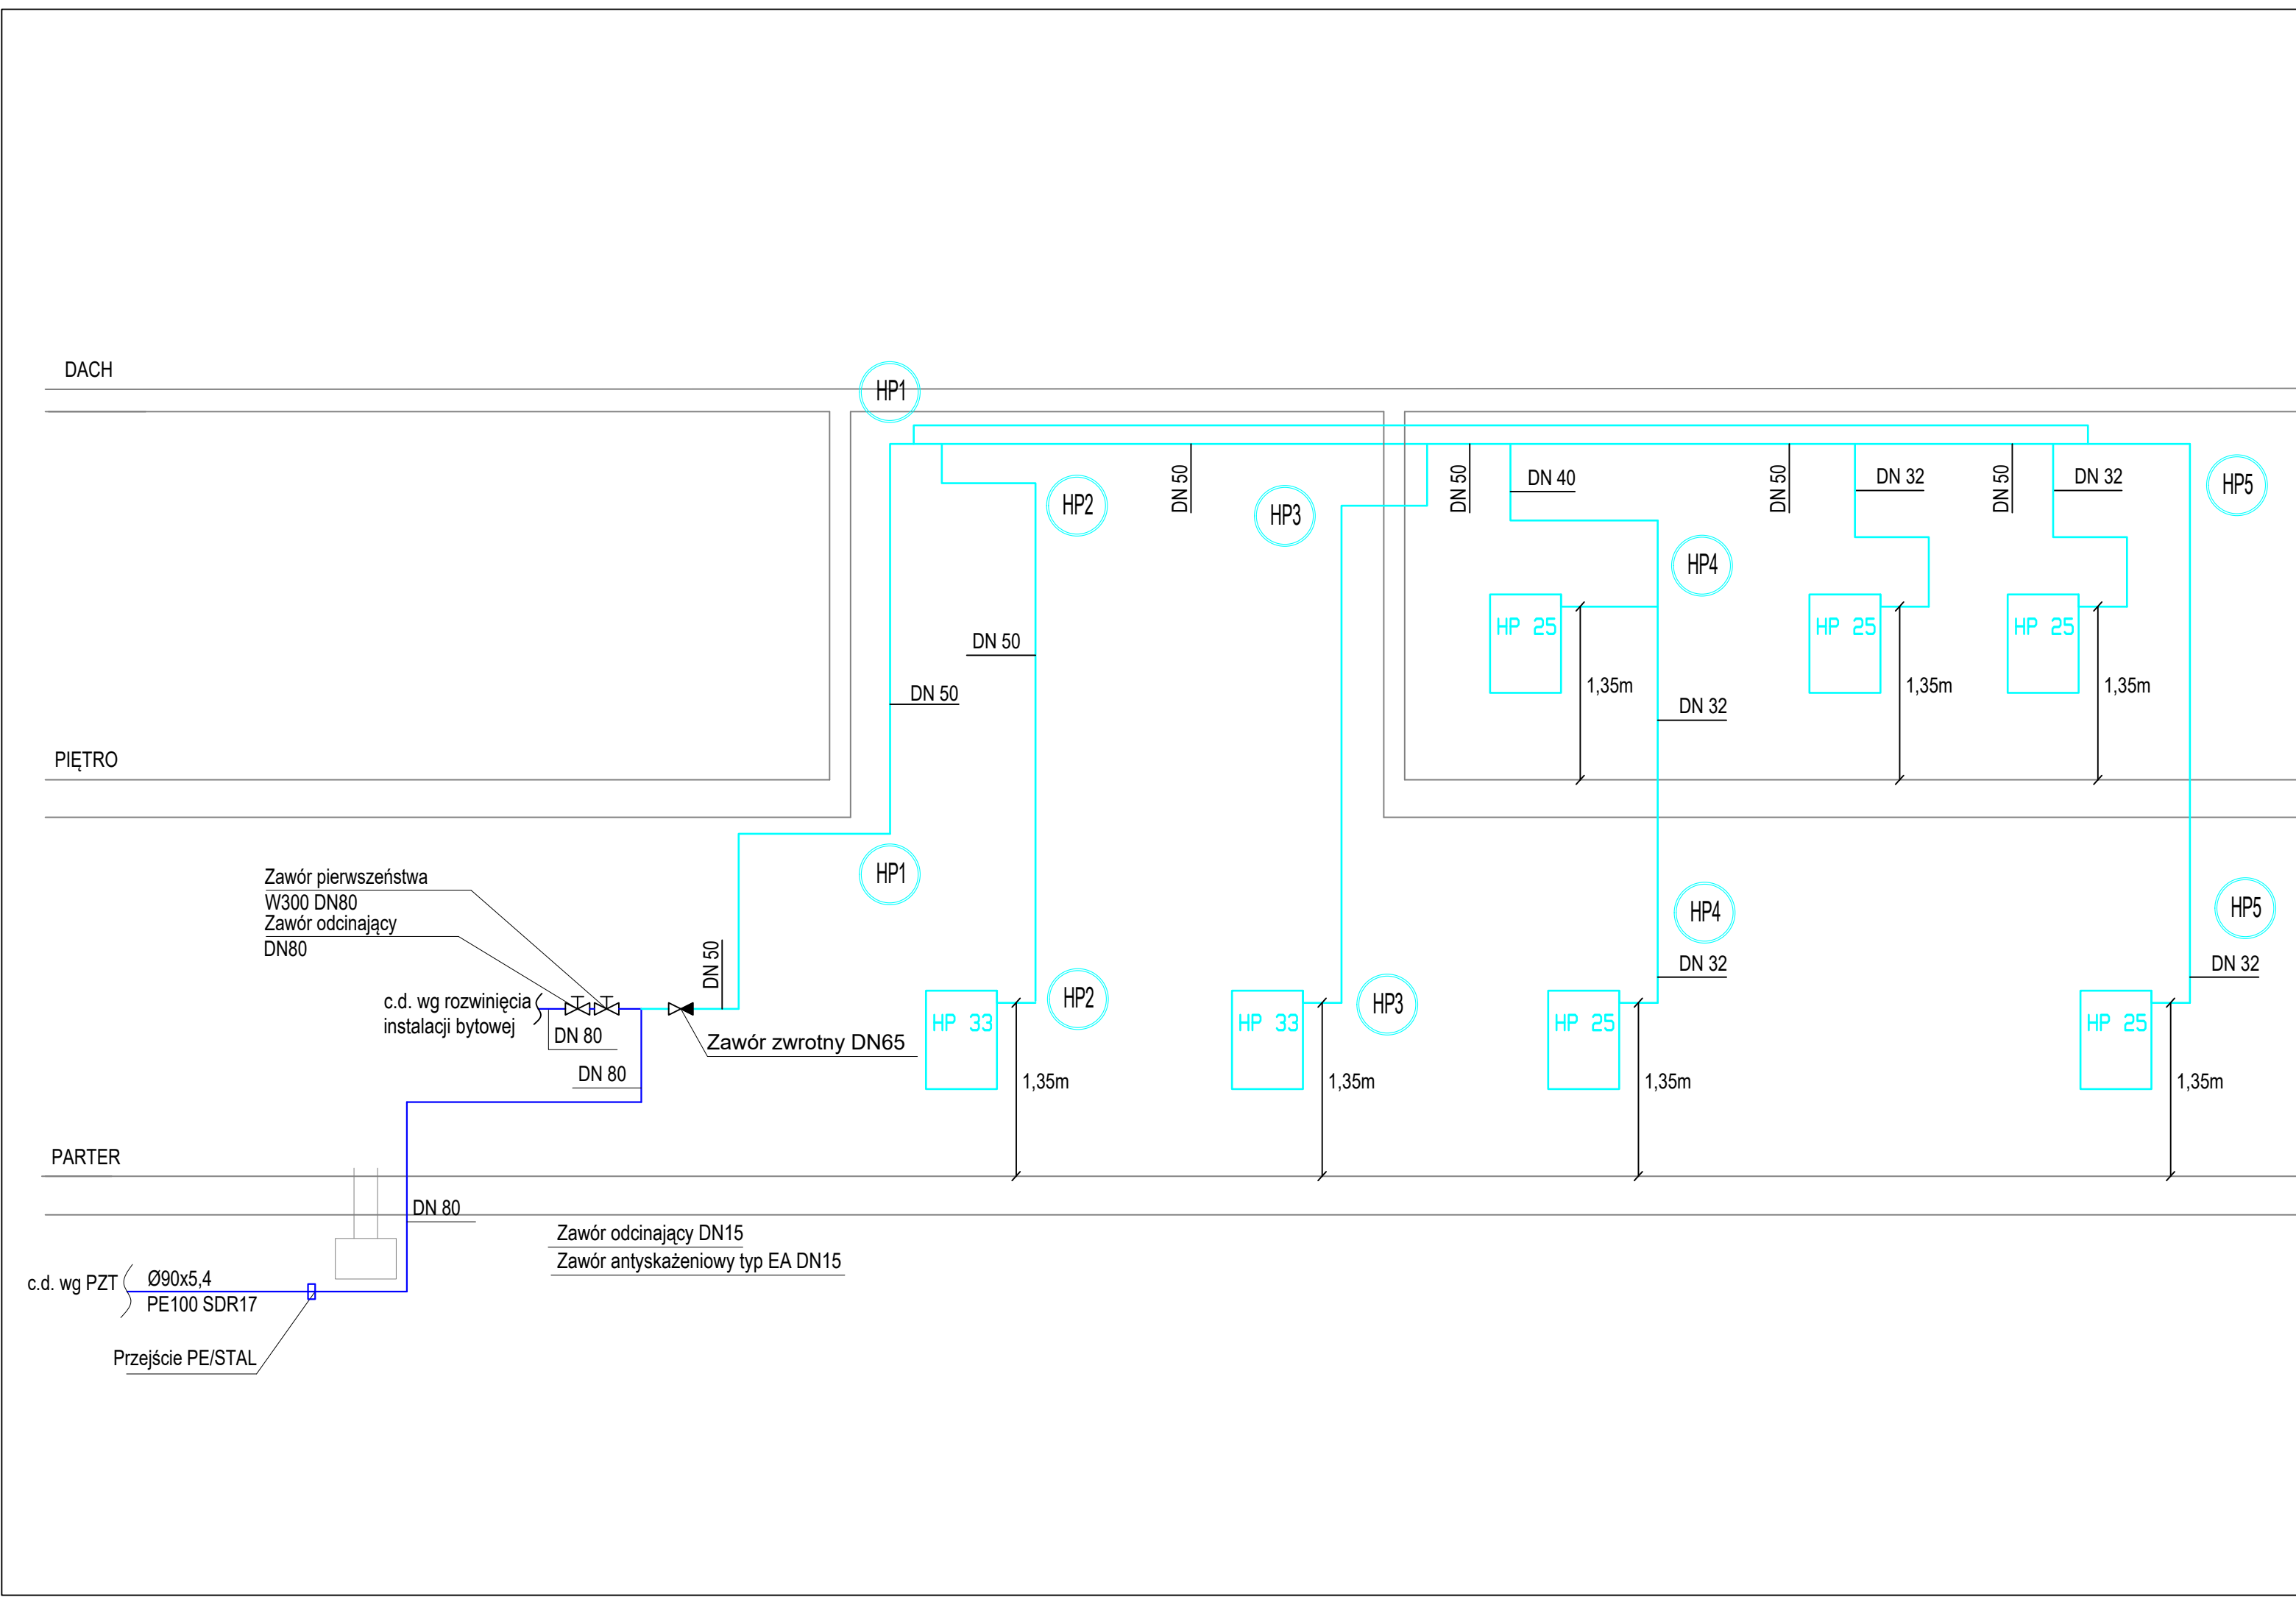 DACH
HP1
DN 50
DN 50
DN 40
DN 50
DN 32
DN 50
DN 32
HP5
HP2
HP3
HP4
HP 25
HP 25
HP 25
DN 50
DN 50
1,35m
1,35m
1,35m
DN 32
PIĘTRO
Zawór pierwszeństwa
W300 DN80
Zawór odcinający
DN80
HP1
HP4
HP5
DN 50
DN 32
DN 32
c.d. wg rozwinięcia
instalacji bytowej
DN 80
Zawór zwrotny DN65
HP2
HP3
HP 33
HP 33
HP 25
HP 25
DN 80
1,35m
1,35m
1,35m
1,35m
PARTER
DN 80
Zawór odcinający DN15
Zawór antyskażeniowy typ EA DN15
c.d. wg PZT
Ø90x5,4
PE100 SDR17
Przejście PE/STAL